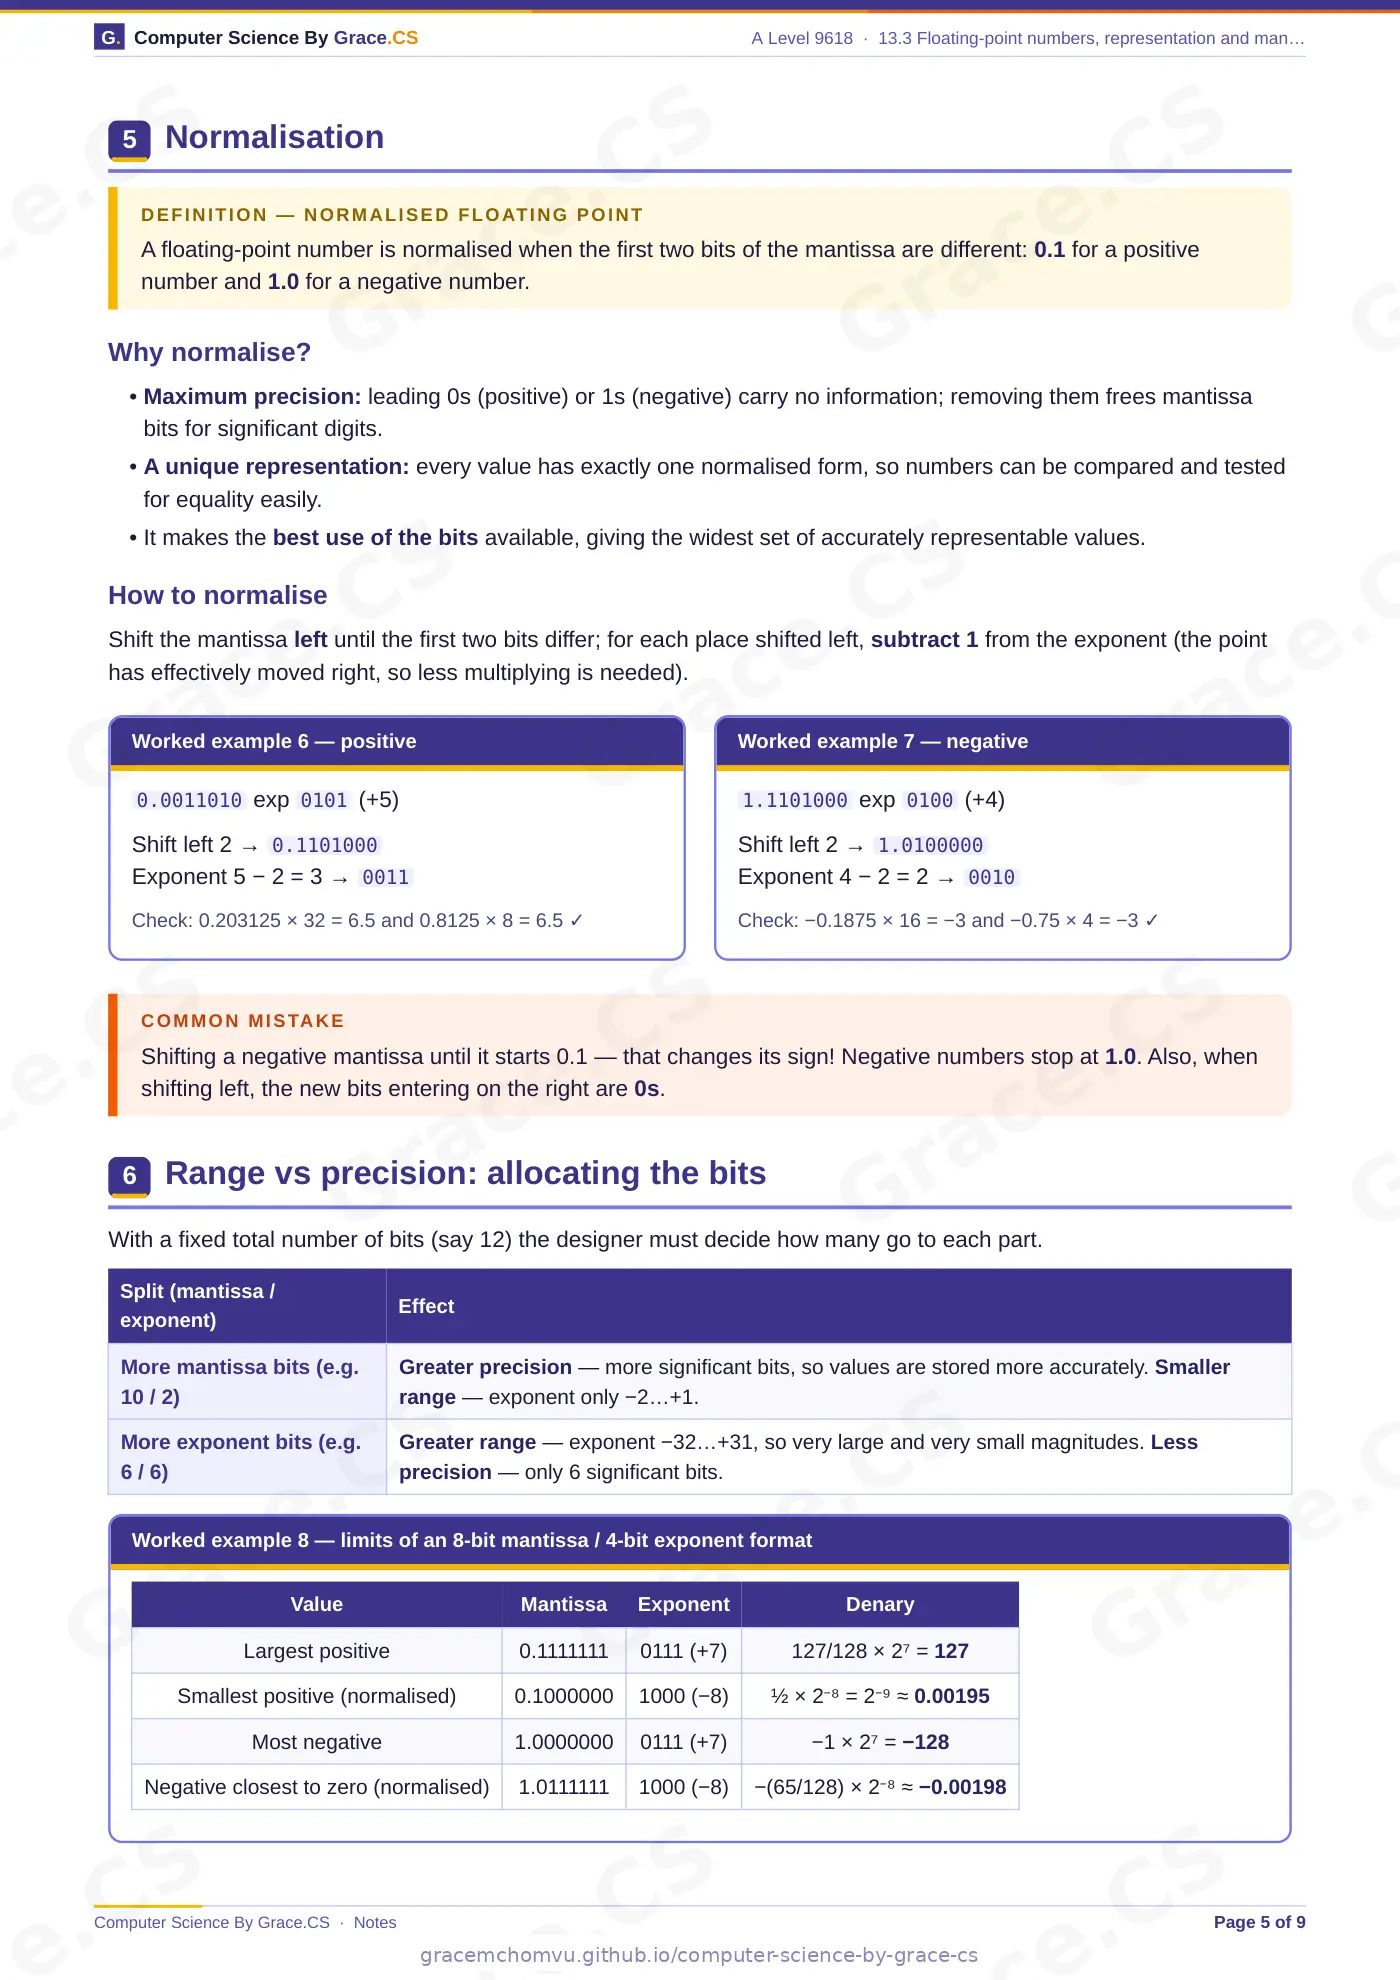 G. Computer Science By Grace.CS
A Level 9618 · 13.3 Floating-point numbers, representation and man…
5 Normalisation
DEFINITION — NORMALISED FLOATING POINT
A floating-point number is normalised when the first two bits of the mantissa are different: 0.1 for a positive
number and 1.0 for a negative number.
Why normalise?
• Maximum precision: leading 0s (positive) or 1s (negative) carry no information; removing them frees mantissa
bits for significant digits.
• A unique representation: every value has exactly one normalised form, so numbers can be compared and tested
for equality easily.
• It makes the best use of the bits available, giving the widest set of accurately representable values.
How to normalise
Shift the mantissa left until the first two bits differ; for each place shifted left, subtract 1 from the exponent (the point
has effectively moved right, so less multiplying is needed).
Worked example 6 — positive
0.0011010 exp 0101 (+5)
Shift left 2 → 0.1101000
Exponent 5 − 2 = 3 → 0011
Check: 0.203125 × 32 = 6.5 and 0.8125 × 8 = 6.5 ✓
Worked example 7 — negative
1.1101000 exp 0100 (+4)
Shift left 2 → 1.0100000
Exponent 4 − 2 = 2 → 0010
Check: −0.1875 × 16 = −3 and −0.75 × 4 = −3 ✓
COMMON MISTAKE
Shifting a negative mantissa until it starts 0.1 — that changes its sign! Negative numbers stop at 1.0. Also, when
shifting left, the new bits entering on the right are 0s.
6 Range vs precision: allocating the bits
With a fixed total number of bits (say 12) the designer must decide how many go to each part.
Split (mantissa /
exponent)
Effect
More mantissa bits (e.g.
10 / 2)
Greater precision — more significant bits, so values are stored more accurately. Smaller
range — exponent only −2…+1.
More exponent bits (e.g.
6 / 6)
Greater range — exponent −32…+31, so very large and very small magnitudes. Less
precision — only 6 significant bits.
Worked example 8 — limits of an 8-bit mantissa / 4-bit exponent format
Value Mantissa Exponent Denary
Largest positive 0.1111111 0111 (+7) 127/128 × 2⁷ = 127
Smallest positive (normalised) 0.1000000 1000 (−8) ½ × 2⁻⁸ = 2⁻⁹ ≈ 0.00195
Most negative 1.0000000 0111 (+7) −1 × 2⁷ = −128
Negative closest to zero (normalised) 1.0111111 1000 (−8) −(65/128) × 2⁻⁸ ≈ −0.00198
Computer Science By Grace.CS · Notes
Page 5 of 9
gracemchomvu.github.io/computer-science-by-grace-cs